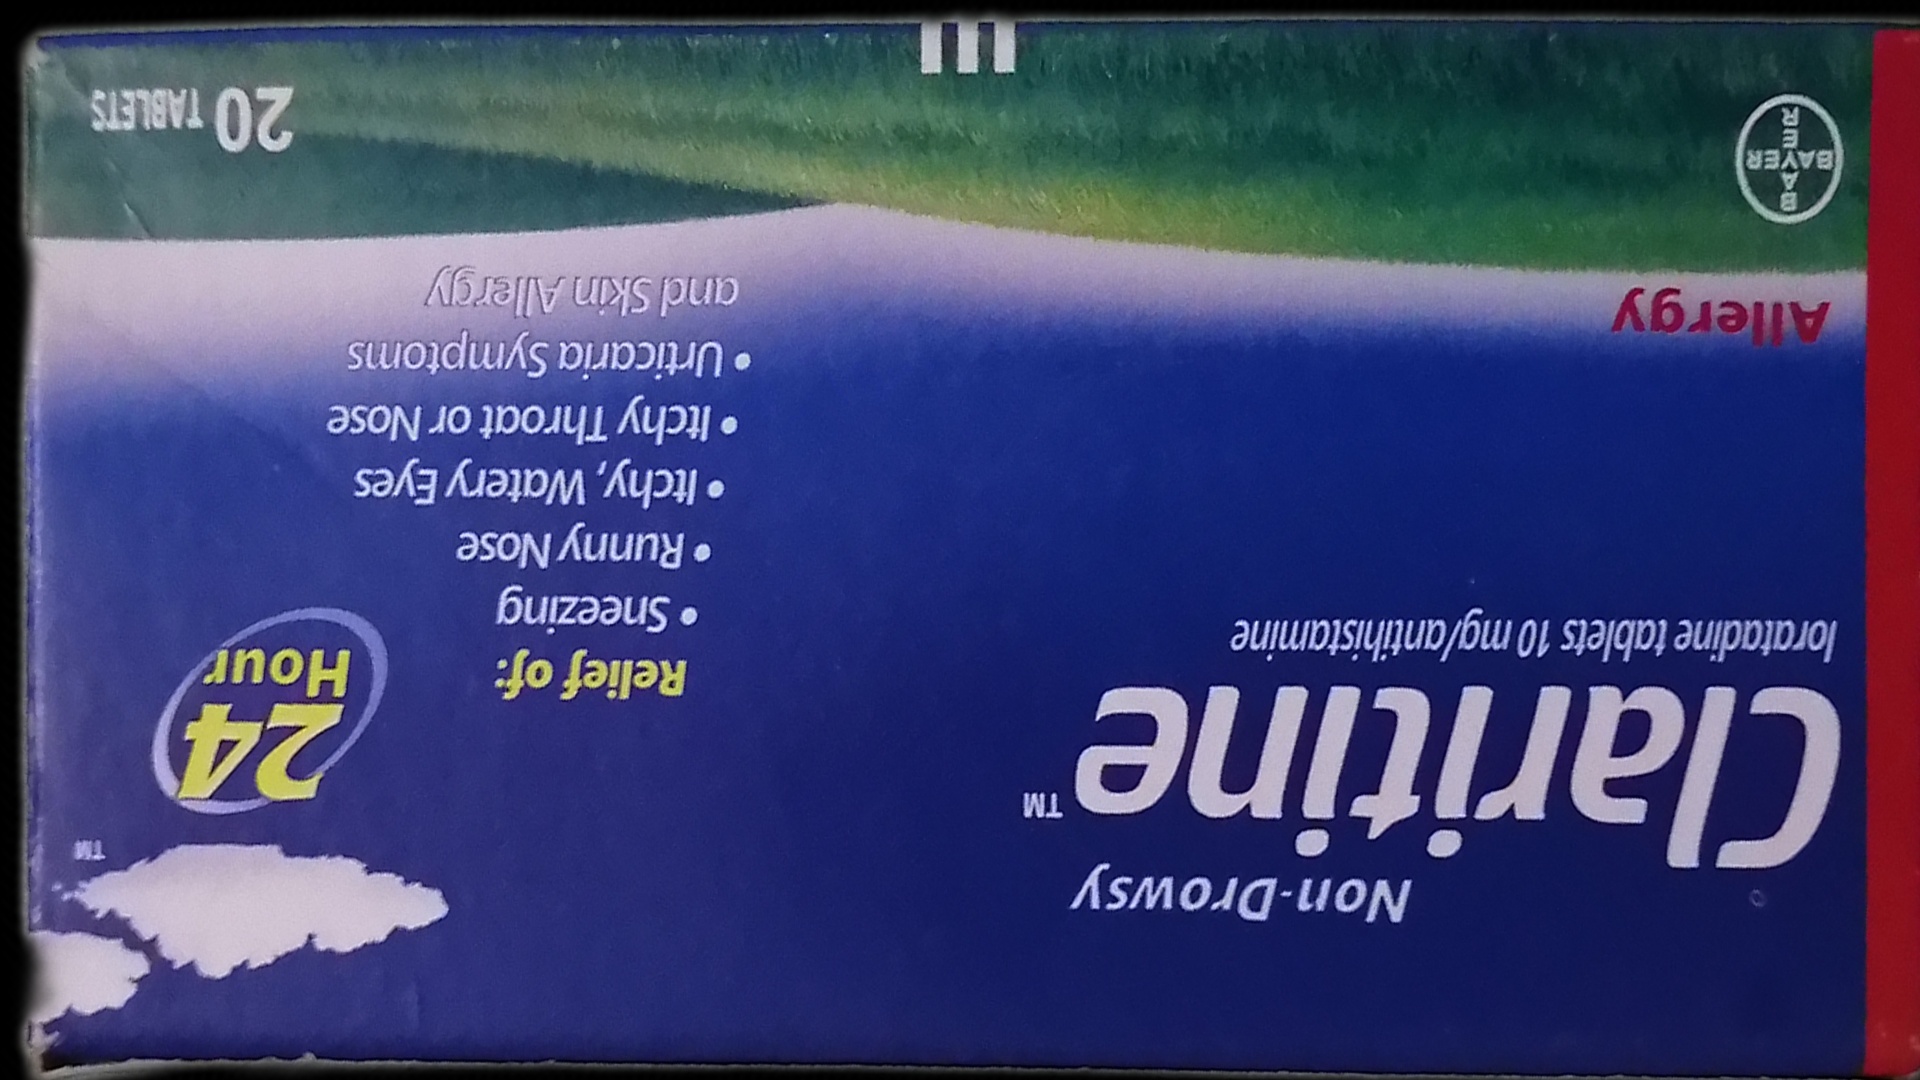 Non-Drowsy
Claritine™
loratadine tablets 10 mg/antihistamine
Allergy
BAYER
BAYER
™
24
Hour
Relief of:
• Sneezing
• Runny Nose
• Itchy, Watery Eyes
• Itchy Throat or Nose
• Urticaria Symptoms
and Skin Allergy
20 TABLETS